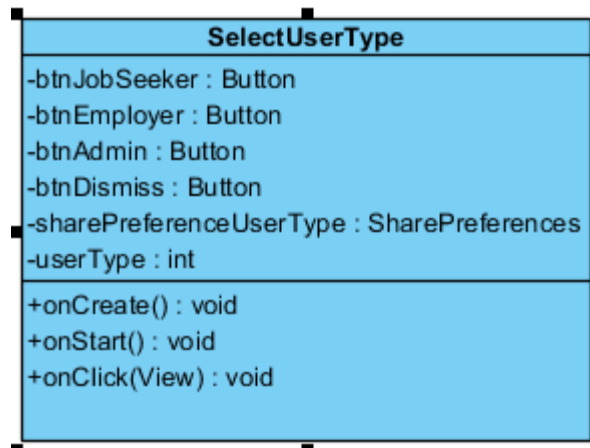 SelectUserType
-btnJobSeeker : Button
-btnEmployer : Button
-btnAdmin : Button
-btnDismiss : Button
-sharePreferenceUserType : SharePreferences
-userType : int
+onCreate() : void
+onStart() : void
+onClick(View) : void